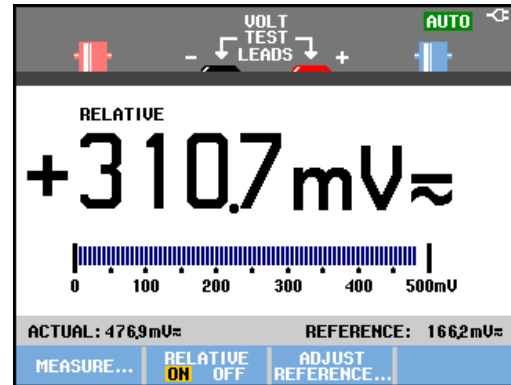 VOLT
TEST
LEADS
- +
AUTO
RELATIVE
+310.7 mV≂
0 100 200 300 400 500mV
ACTUAL: 476.9mV≂ REFERENCE: 166.2mV≂
MEASURE... RELATIVE ON OFF ADJUST REFERENCE...